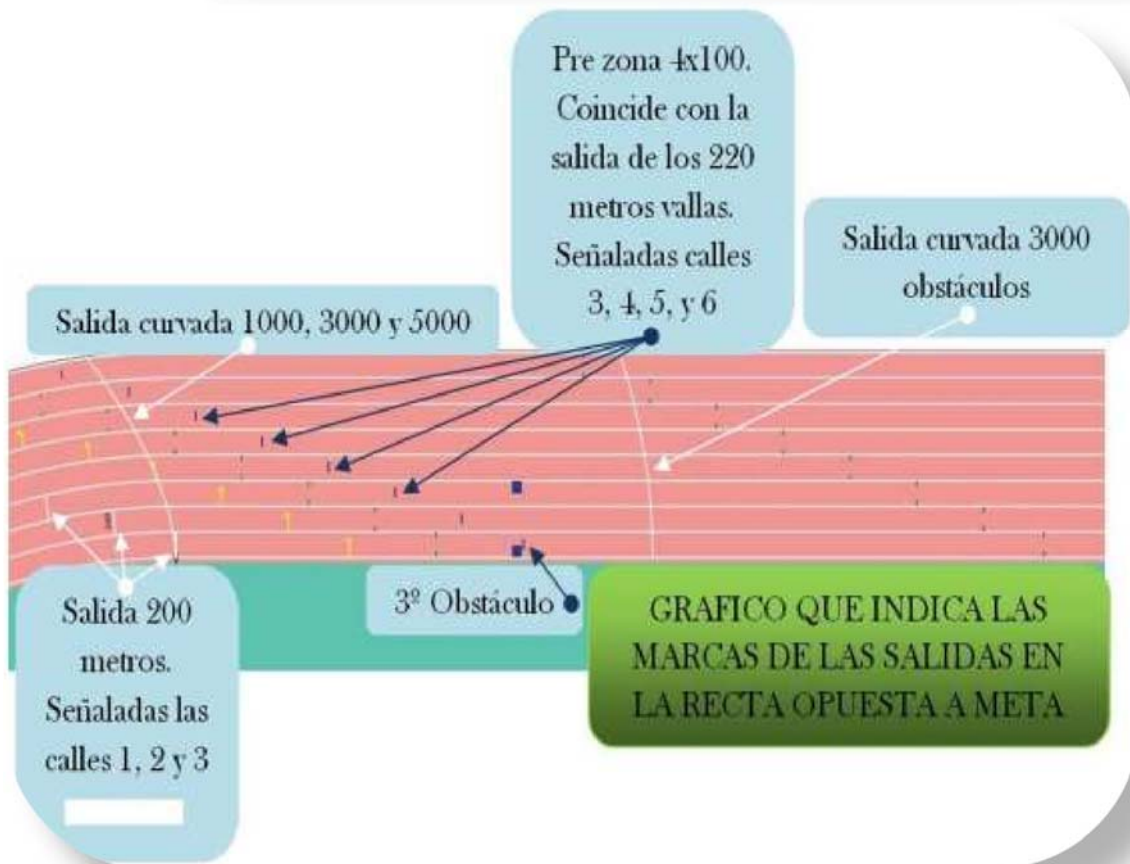 Pre zona 4x100.
Coincide con la
salida de los 220
metros vallas.
Señaladas calles
3, 4, 5, y 6
Salida curvada 3000
obstáculos
Salida curvada 1000, 3000 y 5000
Salida 200
metros.
Señaladas las
calles 1, 2 y 3
3º Obstáculo
GRAFICO QUE INDICA LAS
MARCAS DE LAS SALIDAS EN
LA RECTA OPUESTA A META